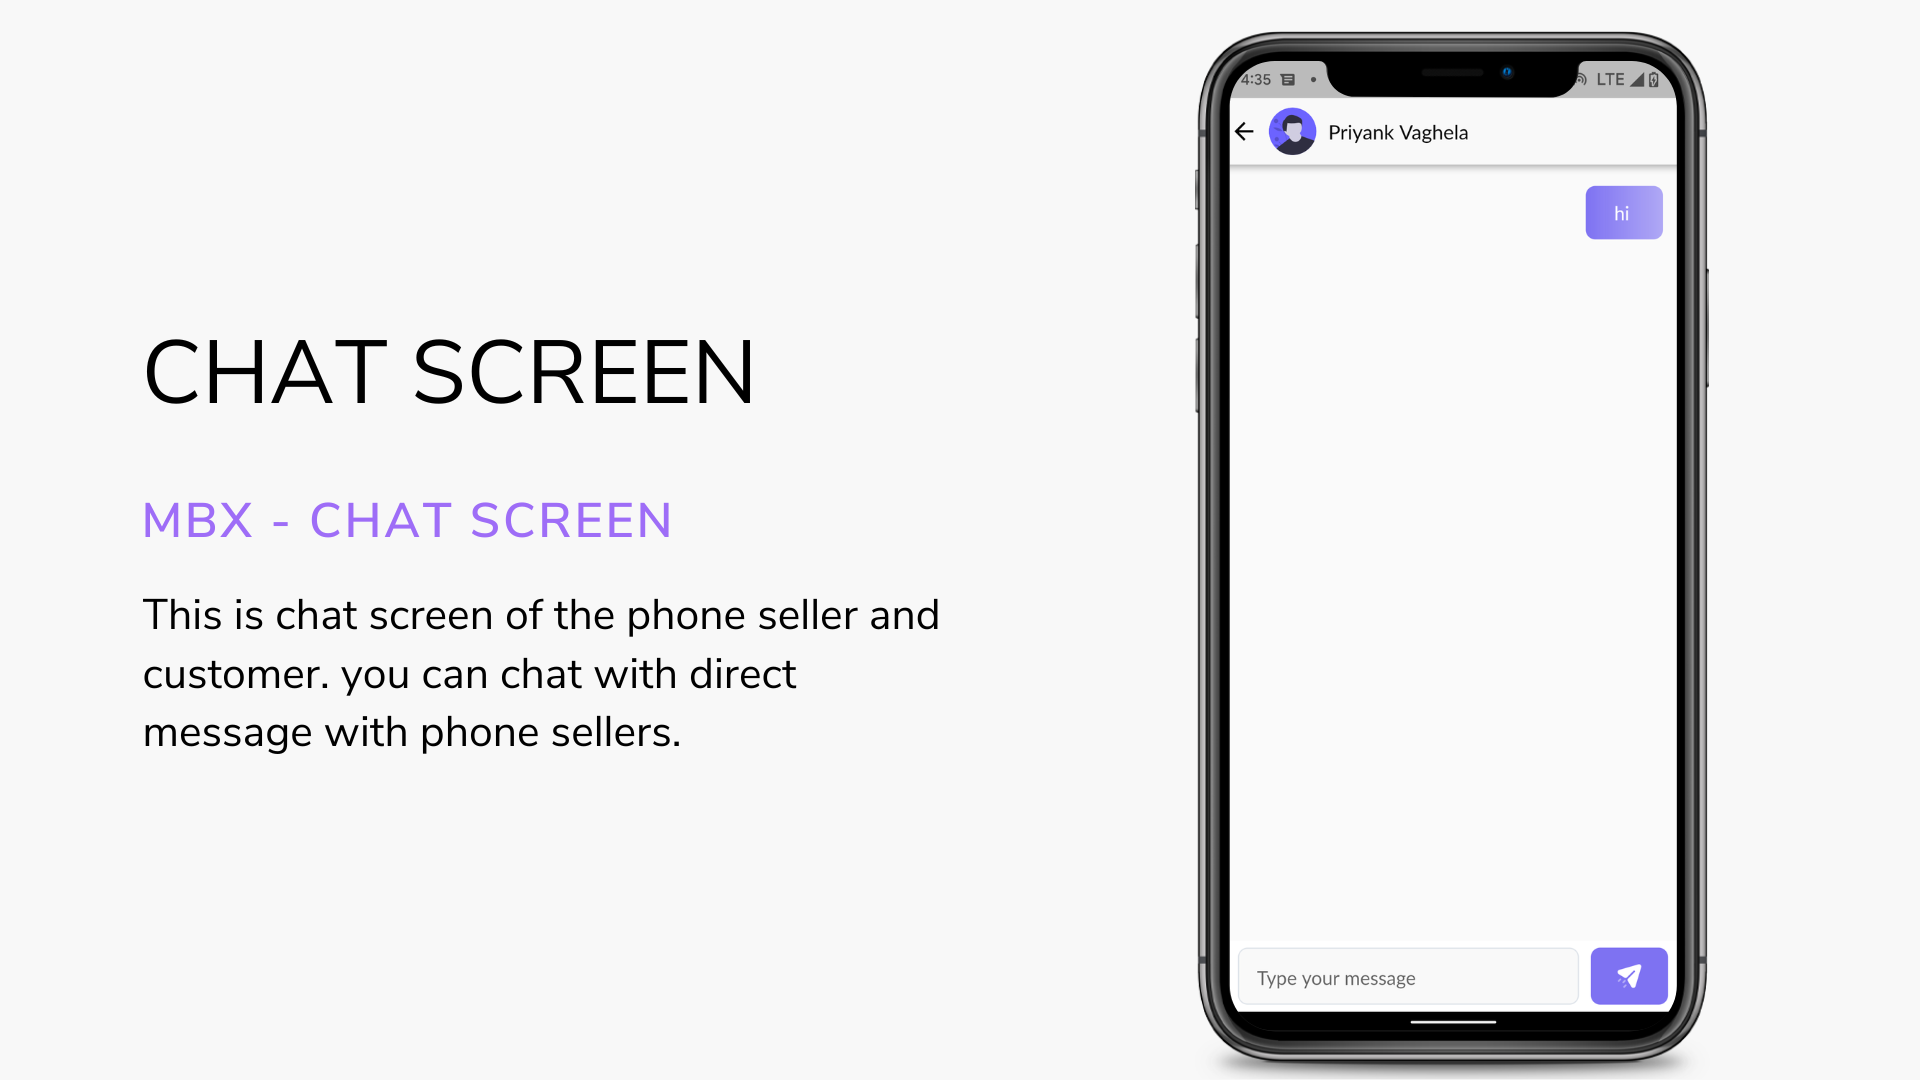 CHAT SCREEN
MBX - CHAT SCREEN
This is chat screen of the phone seller and
customer. you can chat with direct
message with phone sellers.
4:35 LTE
Priyank Vaghela
hi
Type your message